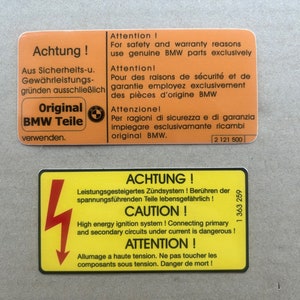 Achtung !
Aus Sicherheits-u.
Gewährleistungs-
gründen ausschließlich
Original
BMW Teile
verwenden.
Attention !
For safety and warranty reasons
use genuine BMW parts exclusively
Attention!
Pour des raisons de sécurité et de
garantie employez exclusivement
des pièces d'origine BMW
Attenzione!
Per ragioni di sicurezza e di garanzia
impiegare esclusivamante ricambi
original BMW.
2 121 500
ACHTUNG !
Leistungsgesteigertes Zündsystem ! Berühren der
spannungsführenden Teile lebensgefährlich !
CAUTION !
High energy ignition system ! Connecting primary
and secondary circuits under current is dangerous !
ATTENTION !
Allumage a haute tension. Ne pas toucher les
composants sous tension. Danger de mort !
1 363 259